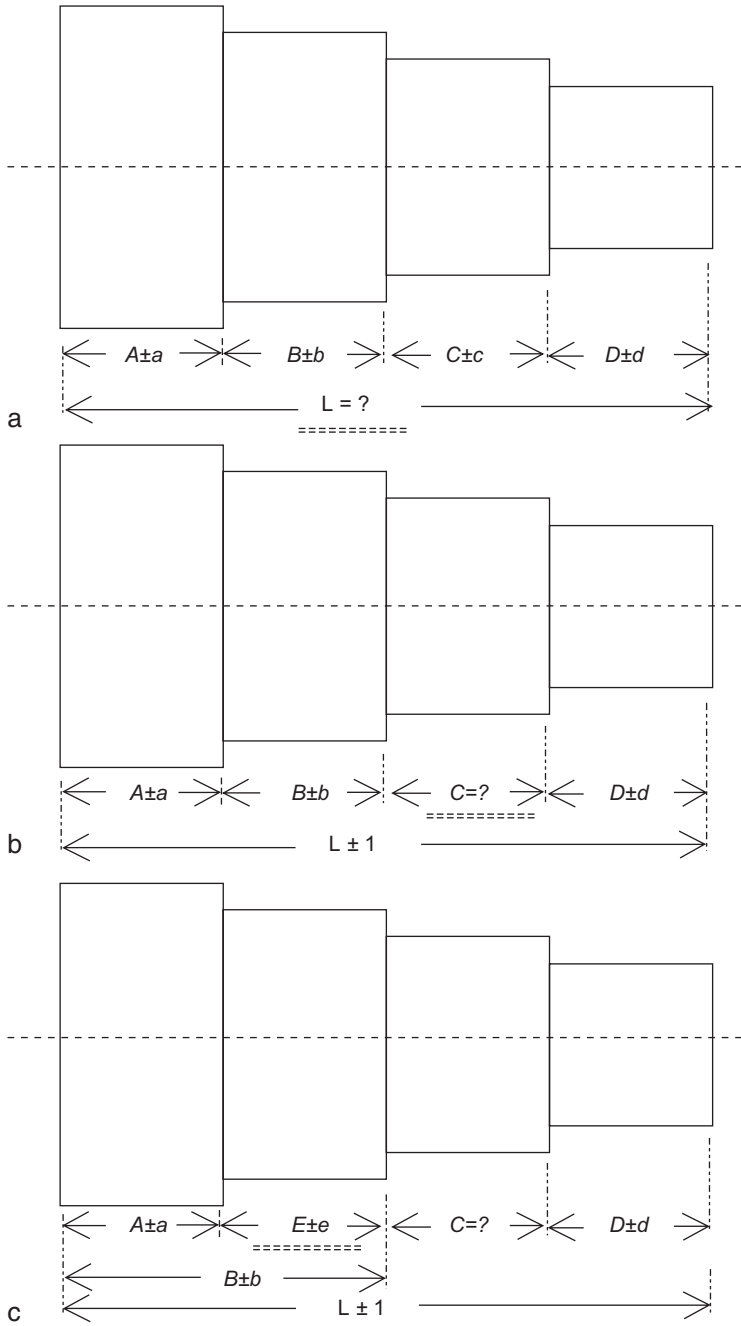 A±a B±b C±c D±d
L = ?
a
A±a B±b C=? D±d
L ± 1
b
A±a E±e C=? D±d
B±b
L ± 1
c